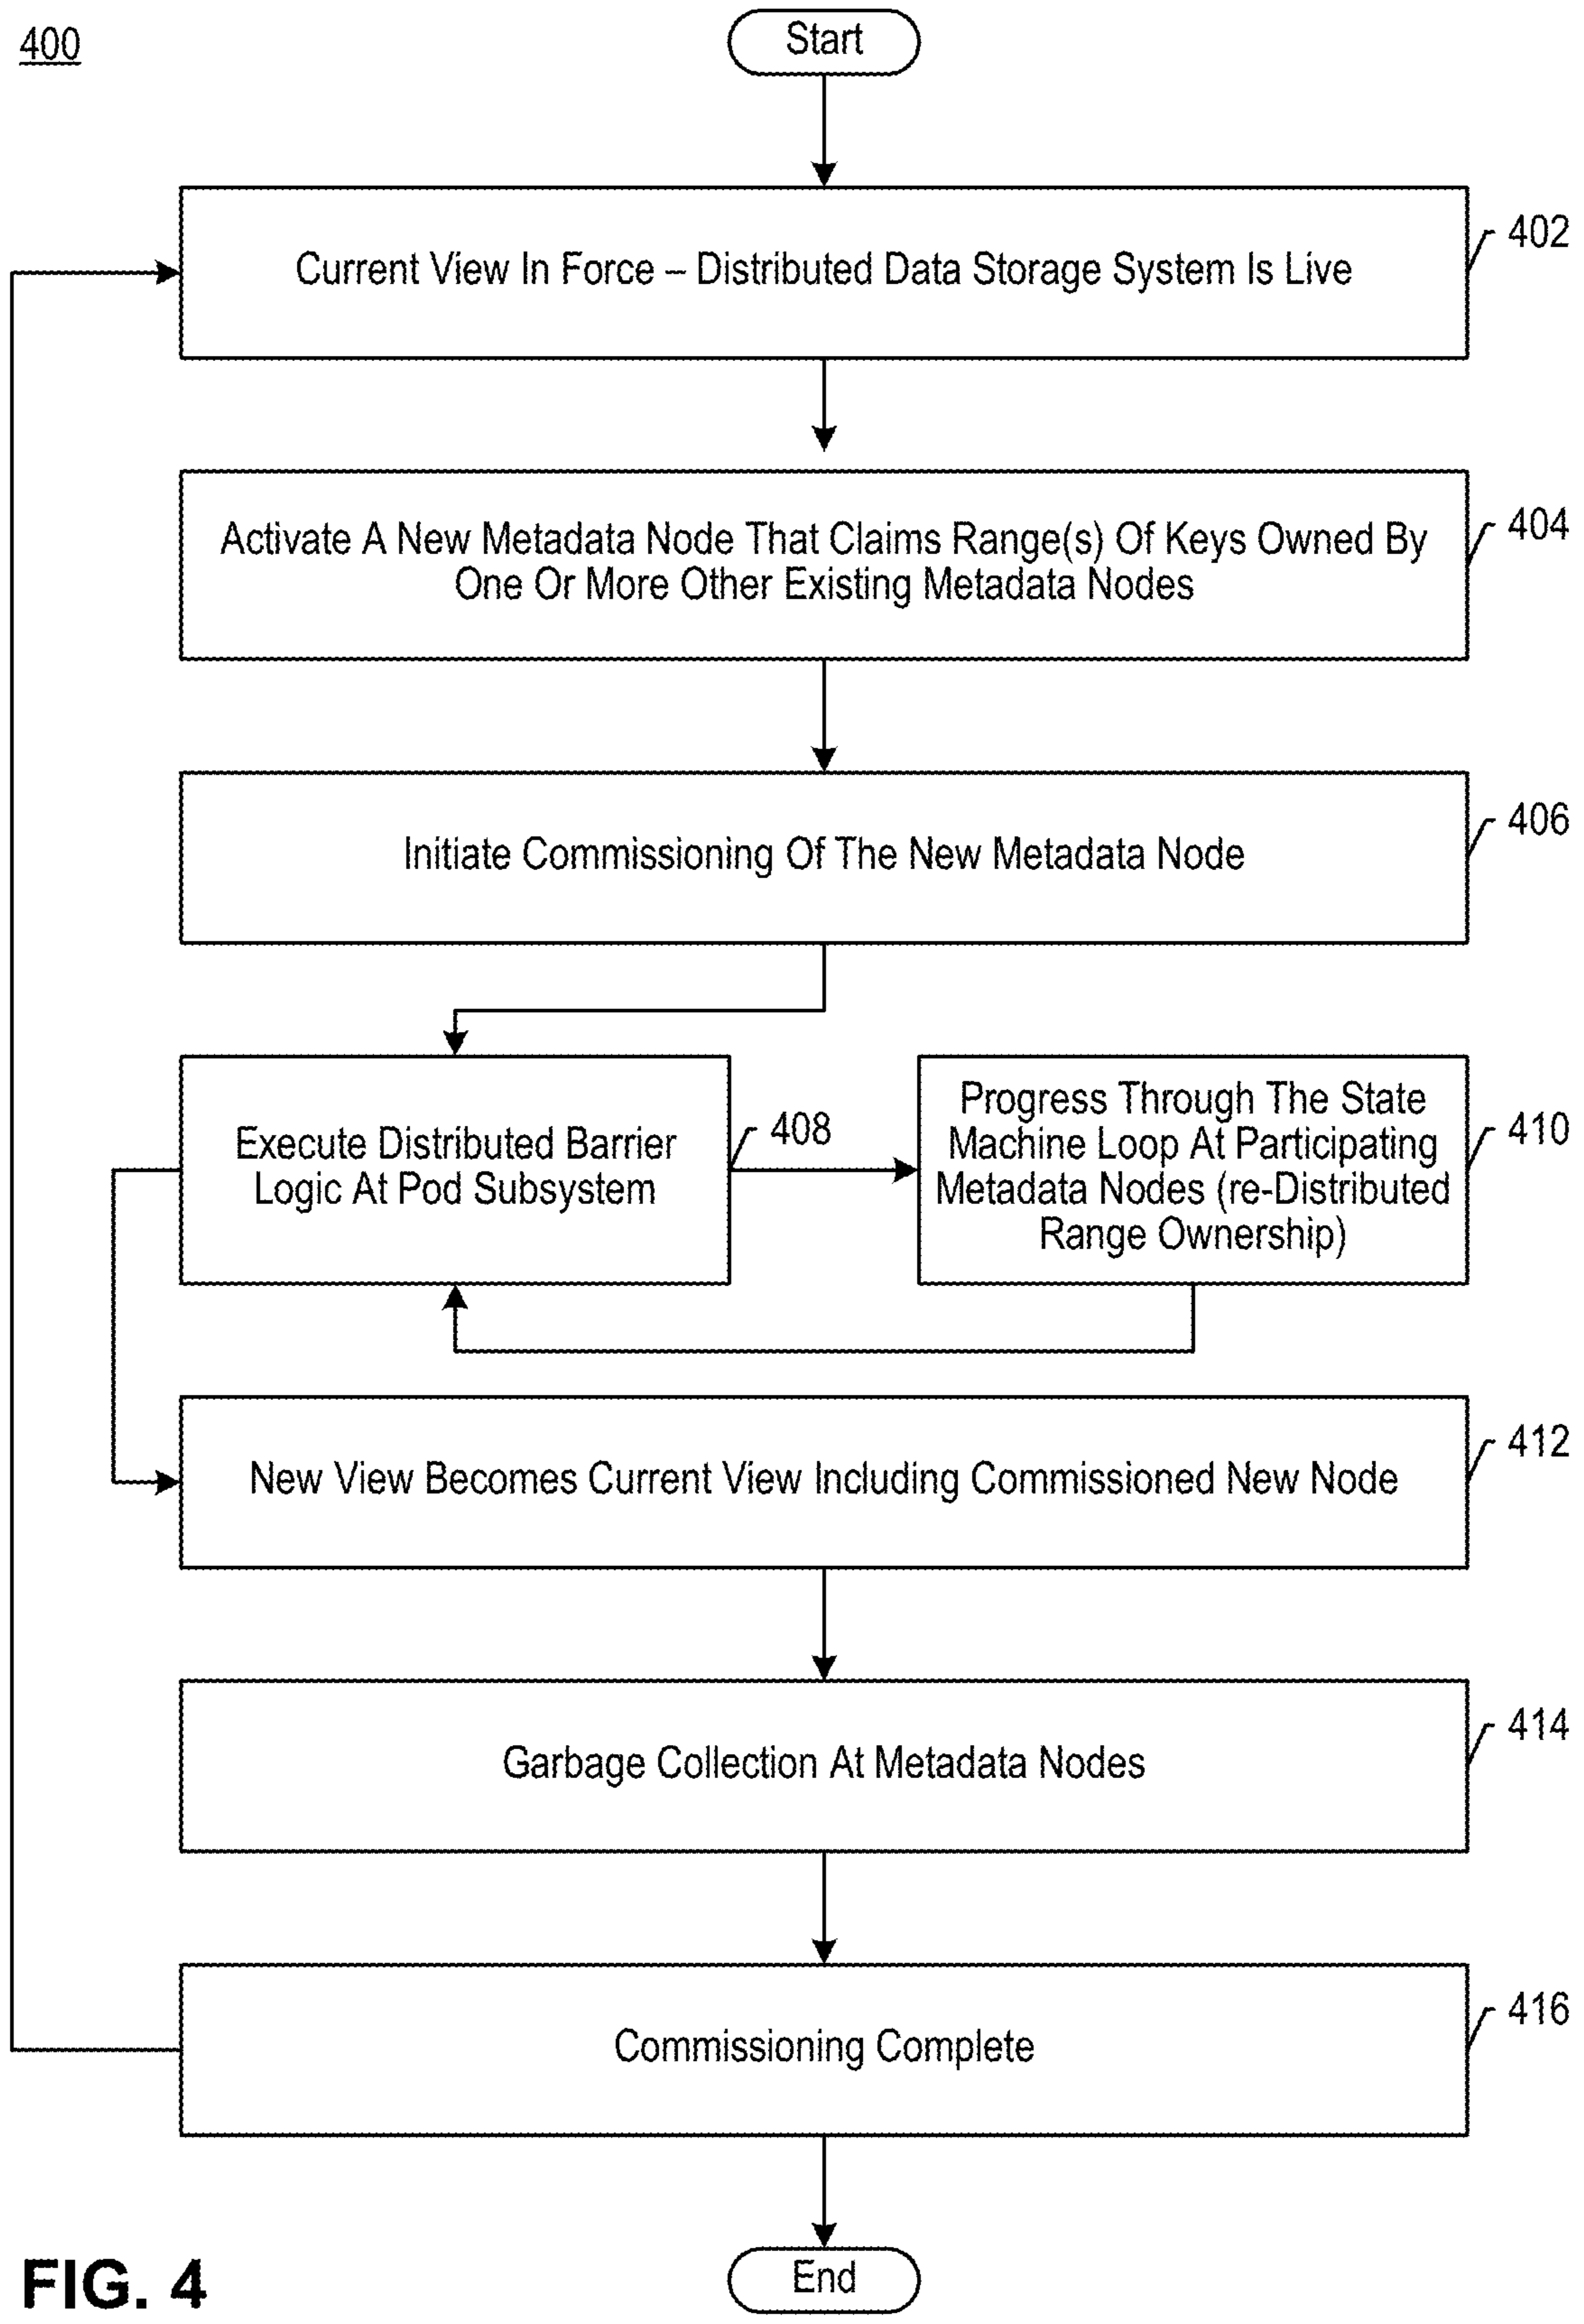 400
Start
Current View In Force – Distributed Data Storage System Is Live
402
Activate A New Metadata Node That Claims Range(s) Of Keys Owned By
One Or More Other Existing Metadata Nodes
404
Initiate Commissioning Of The New Metadata Node
406
Execute Distributed Barrier
Logic At Pod Subsystem
408
Progress Through The State
Machine Loop At Participating
Metadata Nodes (re-Distributed
Range Ownership)
410
New View Becomes Current View Including Commissioned New Node
412
Garbage Collection At Metadata Nodes
414
Commissioning Complete
416
End
FIG. 4